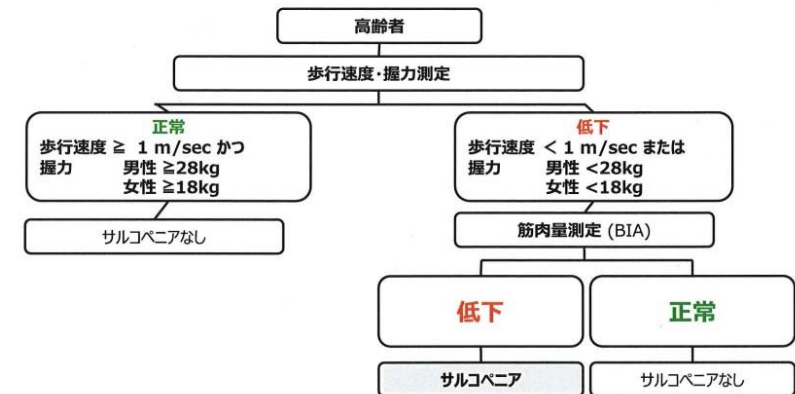 高齢者
歩行速度・握力測定
正常
歩行速度 ≧ 1 m/sec かつ
握力 男性 ≧28kg
女性 ≧18kg
サルコペニアなし
低下
歩行速度 < 1 m/sec または
握力 男性 <28kg
女性 <18kg
筋肉量測定 (BIA)
低下
正常
サルコペニア
サルコペニアなし